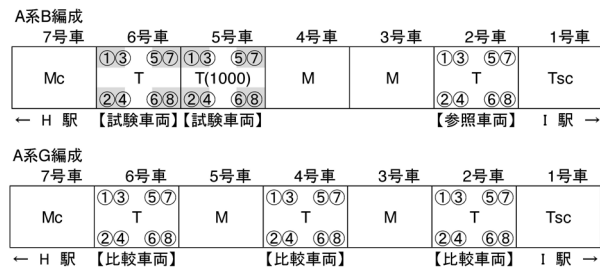 A系B編成
7号車 6号車 5号車 4号車 3号車 2号車 1号車
①③ ⑤⑦ ①③ ⑤⑦ ①③ ⑤⑦
Mc T T(1000) M M T Tsc
②④ ⑥⑧ ②④ ⑥⑧ ②④ ⑥⑧
← H 駅 【試験車両】【試験車両】 【参照車両】 I 駅 →
A系G編成
7号車 6号車 5号車 4号車 3号車 2号車 1号車
①③ ⑤⑦ ①③ ⑤⑦ ①③ ⑤⑦
Mc T M T M T Tsc
②④ ⑥⑧ ②④ ⑥⑧ ②④ ⑥⑧
← H 駅 【比較車両】 【比較車両】 【比較車両】 I 駅 →